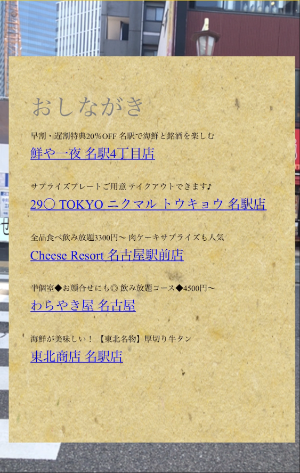 おしながき
早割・遅割特典20%OFF 名駅で海鮮と銘酒を楽しむ
鮮や一夜 名駅4丁目店
サプライズプレートご用意 テイクアウトできます♪
29◯ TOKYO ニクマル トウキョウ 名駅店
全品食べ飲み放題3300円～ 肉ケーキサプライズも人気
Cheese Resort 名古屋駅前店
半個室◆お顔合せにも◎ 飲み放題コース◆4500円～
わらやき屋 名古屋
海鮮が美味しい！【東北名物】厚切り牛タン
東北商店 名駅店